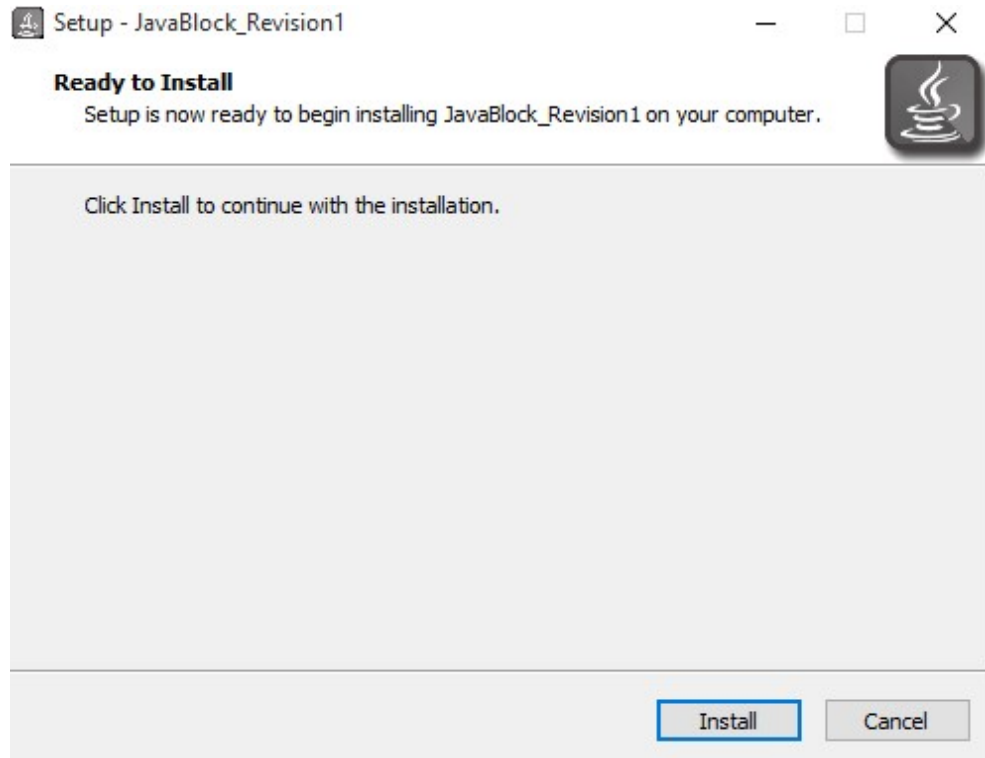 Setup - JavaBlock_Revision1
Ready to Install
Setup is now ready to begin installing JavaBlock_Revision1 on your computer.
Click Install to continue with the installation.
Install
Cancel